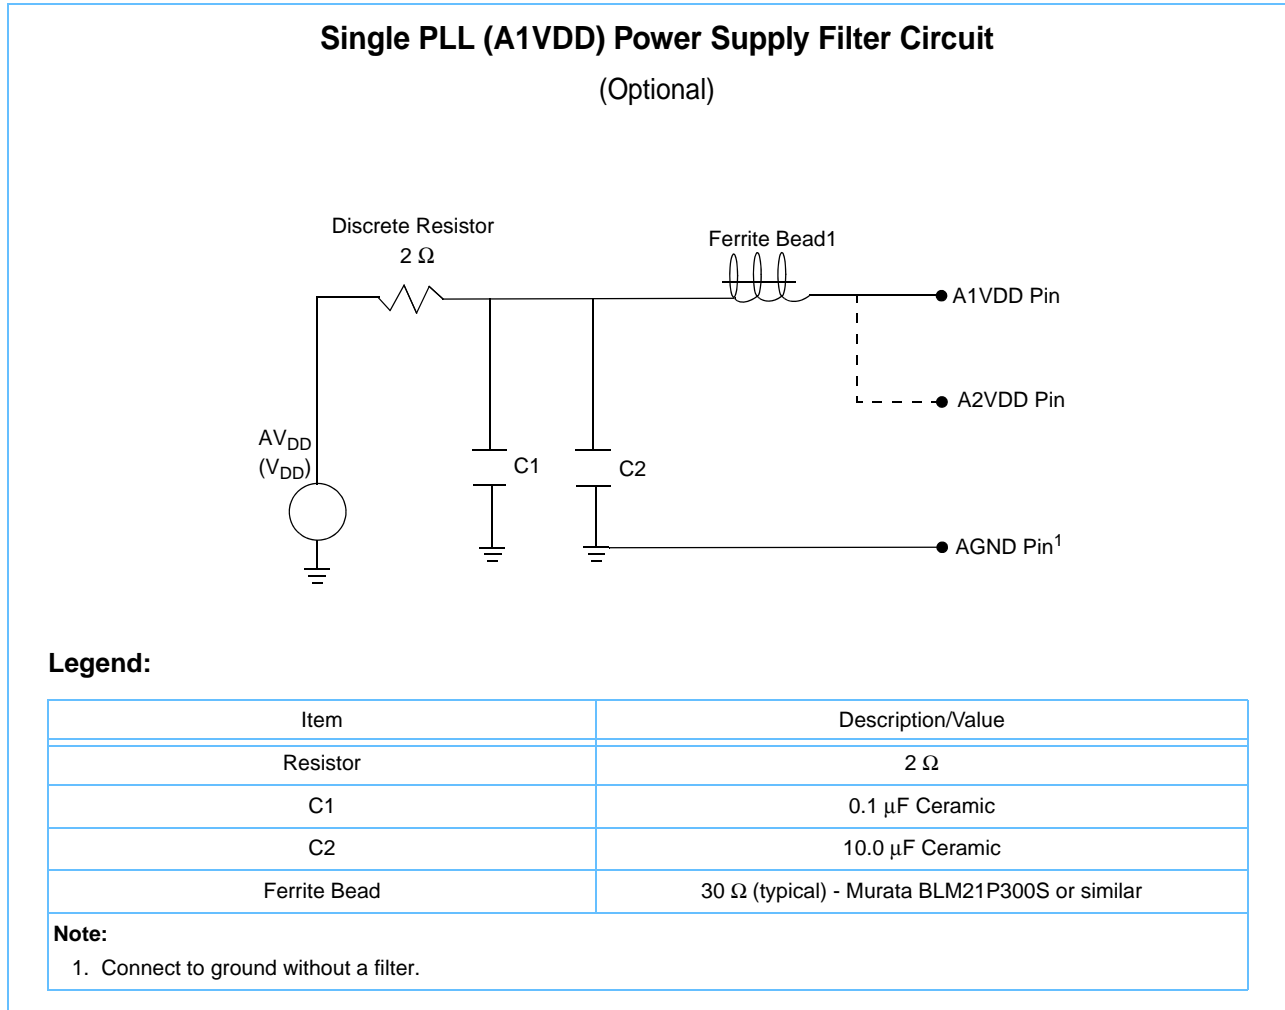 Single PLL (A1VDD) Power Supply Filter Circuit
(Optional)
Discrete Resistor
2 Ω
Ferrite Bead1
A1VDD Pin
A2VDD Pin
AVDD
(VDD)
C1
C2
AGND Pin1
Legend:
Item Description/Value
Resistor 2 Ω
C1 0.1 μF Ceramic
C2 10.0 μF Ceramic
Ferrite Bead 30 Ω (typical) - Murata BLM21P300S or similar
Note:
1. Connect to ground without a filter.